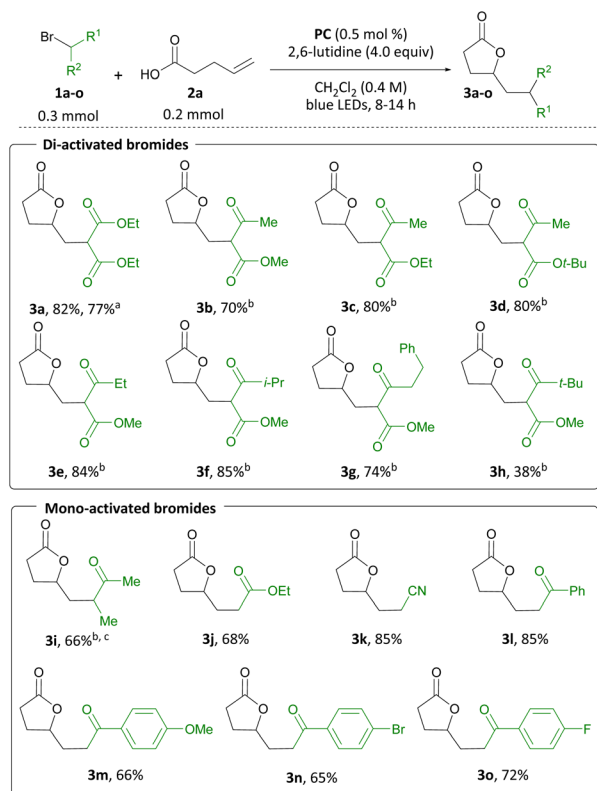 Br R¹ R²
1a-o
0.3 mmol
+
HO O
2a
0.2 mmol
PC (0.5 mol %)
2,6-lutidine (4.0 equiv)
CH₂Cl₂ (0.4 M)
blue LEDs, 8-14 h
O O R² R¹
3a-o
Di-activated bromides
O O O OEt OEt O
3a, 82%, 77%ᵃ
O O O Me OMe O
3b, 70%ᵇ
O O O Me OEt O
3c, 80%ᵇ
O O O Me Ot-Bu O
3d, 80%ᵇ
O O O Et OMe O
3e, 84%ᵇ
O O O i-Pr OMe O
3f, 85%ᵇ
O O Ph O OMe O
3g, 74%ᵇ
O O O t-Bu OMe O
3h, 38%ᵇ
Mono-activated bromides
O O O Me Me
3i, 66%ᵇ, ᶜ
O O O OEt
3j, 68%
O O CN
3k, 85%
O O O Ph
3l, 85%
O O O OMe
3m, 66%
O O O Br
3n, 65%
O O O F
3o, 72%